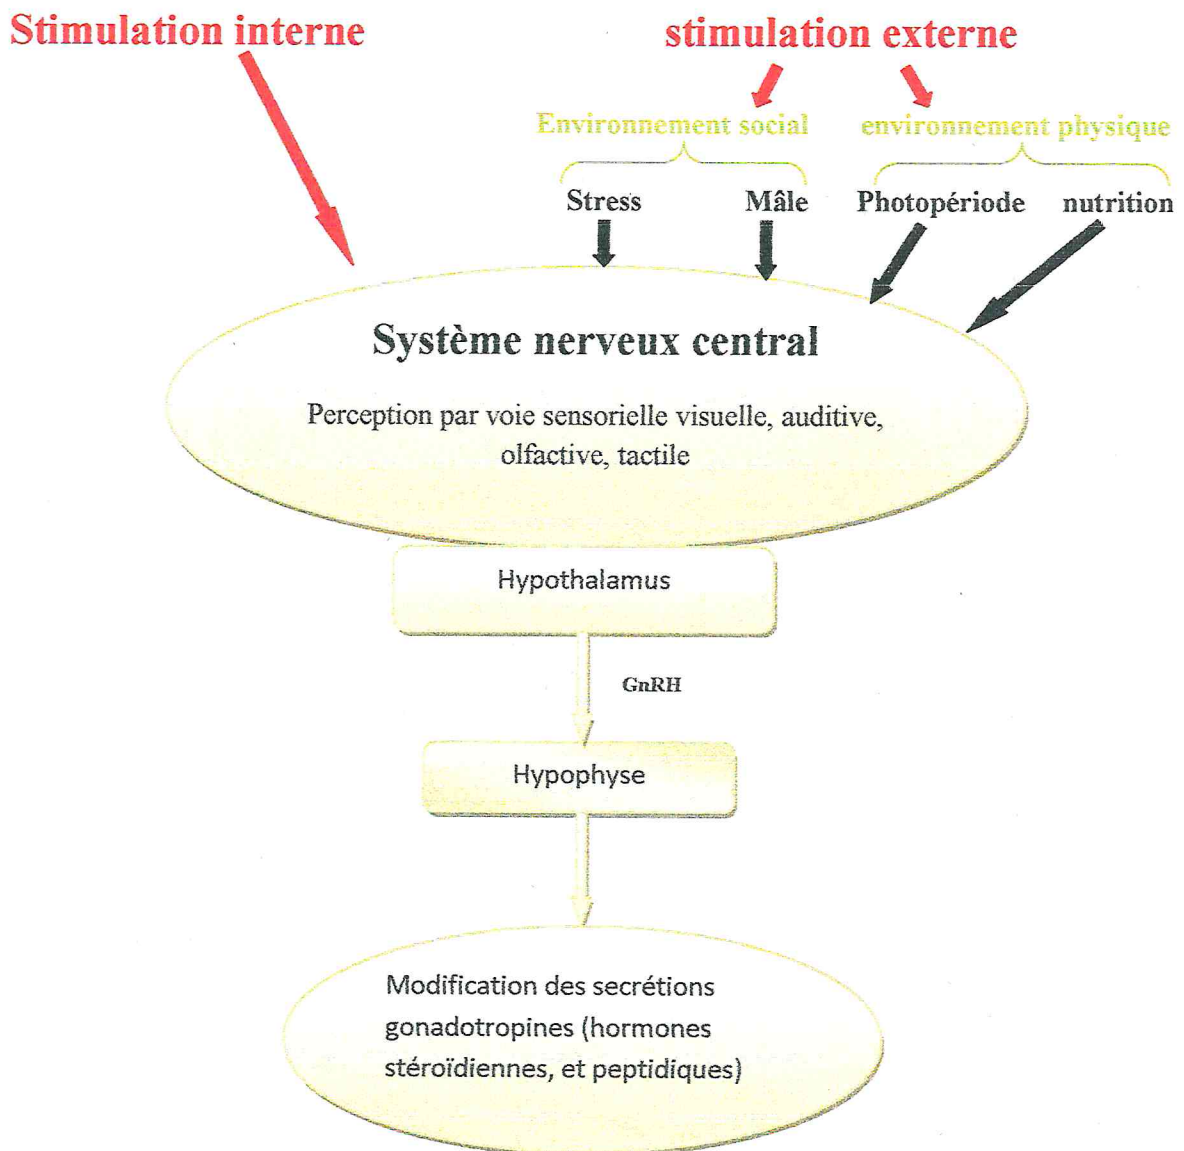 Stimulation interne
stimulation externe
Environnement social
environnement physique
Stress
Mâle
Photopériode
nutrition
Système nerveux central
Perception par voie sensorielle visuelle, auditive,
olfactive, tactile
Hypothalamus
GnRH
Hypophyse
Modification des secrétions
gonadotropines (hormones
stéroïdiennes, et peptidiques)